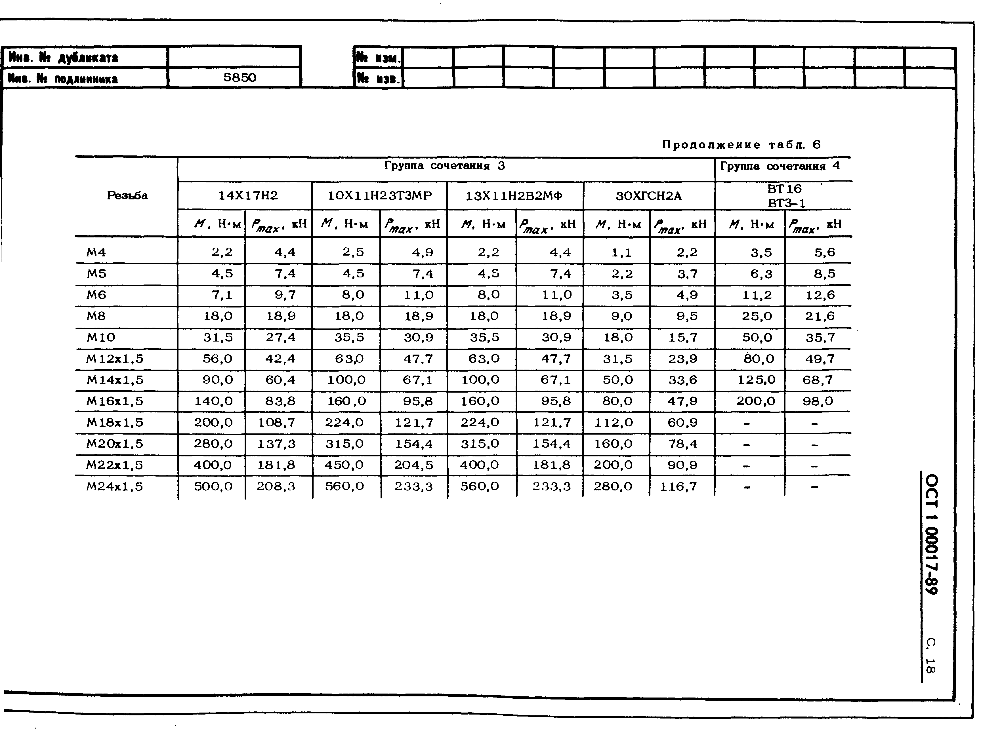 Инв. № дубликата № изм.
Инв. № подлинника 5850 № изв.
Продолжение табл. 6
Резьба Группа сочетания 3 Группа сочетания 4
14Х17Н2 10Х11Н23Т3МР 13Х11Н2В2МФ 30ХГСН2А ВТ16
ВТ3-1
М, Н·м Pmax, кН М, Н·м Pmax, кН М, Н·м Pmax, кН М, Н·м Pmax, кН М, Н·м Pmax, кН
М4 2,2 4,4 2,5 4,9 2,2 4,4 1,1 2,2 3,5 5,6
М5 4,5 7,4 4,5 7,4 4,5 7,4 2,2 3,7 6,3 8,5
М6 7,1 9,7 8,0 11,0 8,0 11,0 3,5 4,9 11,2 12,6
М8 18,0 18,9 18,0 18,9 18,0 18,9 9,0 9,5 25,0 21,6
М10 31,5 27,4 35,5 30,9 35,5 30,9 18,0 15,7 50,0 35,7
М12х1,5 56,0 42,4 63,0 47,7 63,0 47,7 31,5 23,9 80,0 49,7
М14х1,5 90,0 60,4 100,0 67,1 100,0 67,1 50,0 33,6 125,0 68,7
М16х1,5 140,0 83,8 160,0 95,8 160,0 95,8 80,0 47,9 200,0 98,0
М18х1,5 200,0 108,7 224,0 121,7 224,0 121,7 112,0 60,9 – –
М20х1,5 280,0 137,3 315,0 154,4 315,0 154,4 160,0 78,4 – –
М22х1,5 400,0 181,8 450,0 204,5 400,0 181,8 200,0 90,9 – –
М24х1,5 500,0 208,3 560,0 233,3 560,0 233,3 280,0 116,7 – –
ОСТ 1 00017-89 С. 18